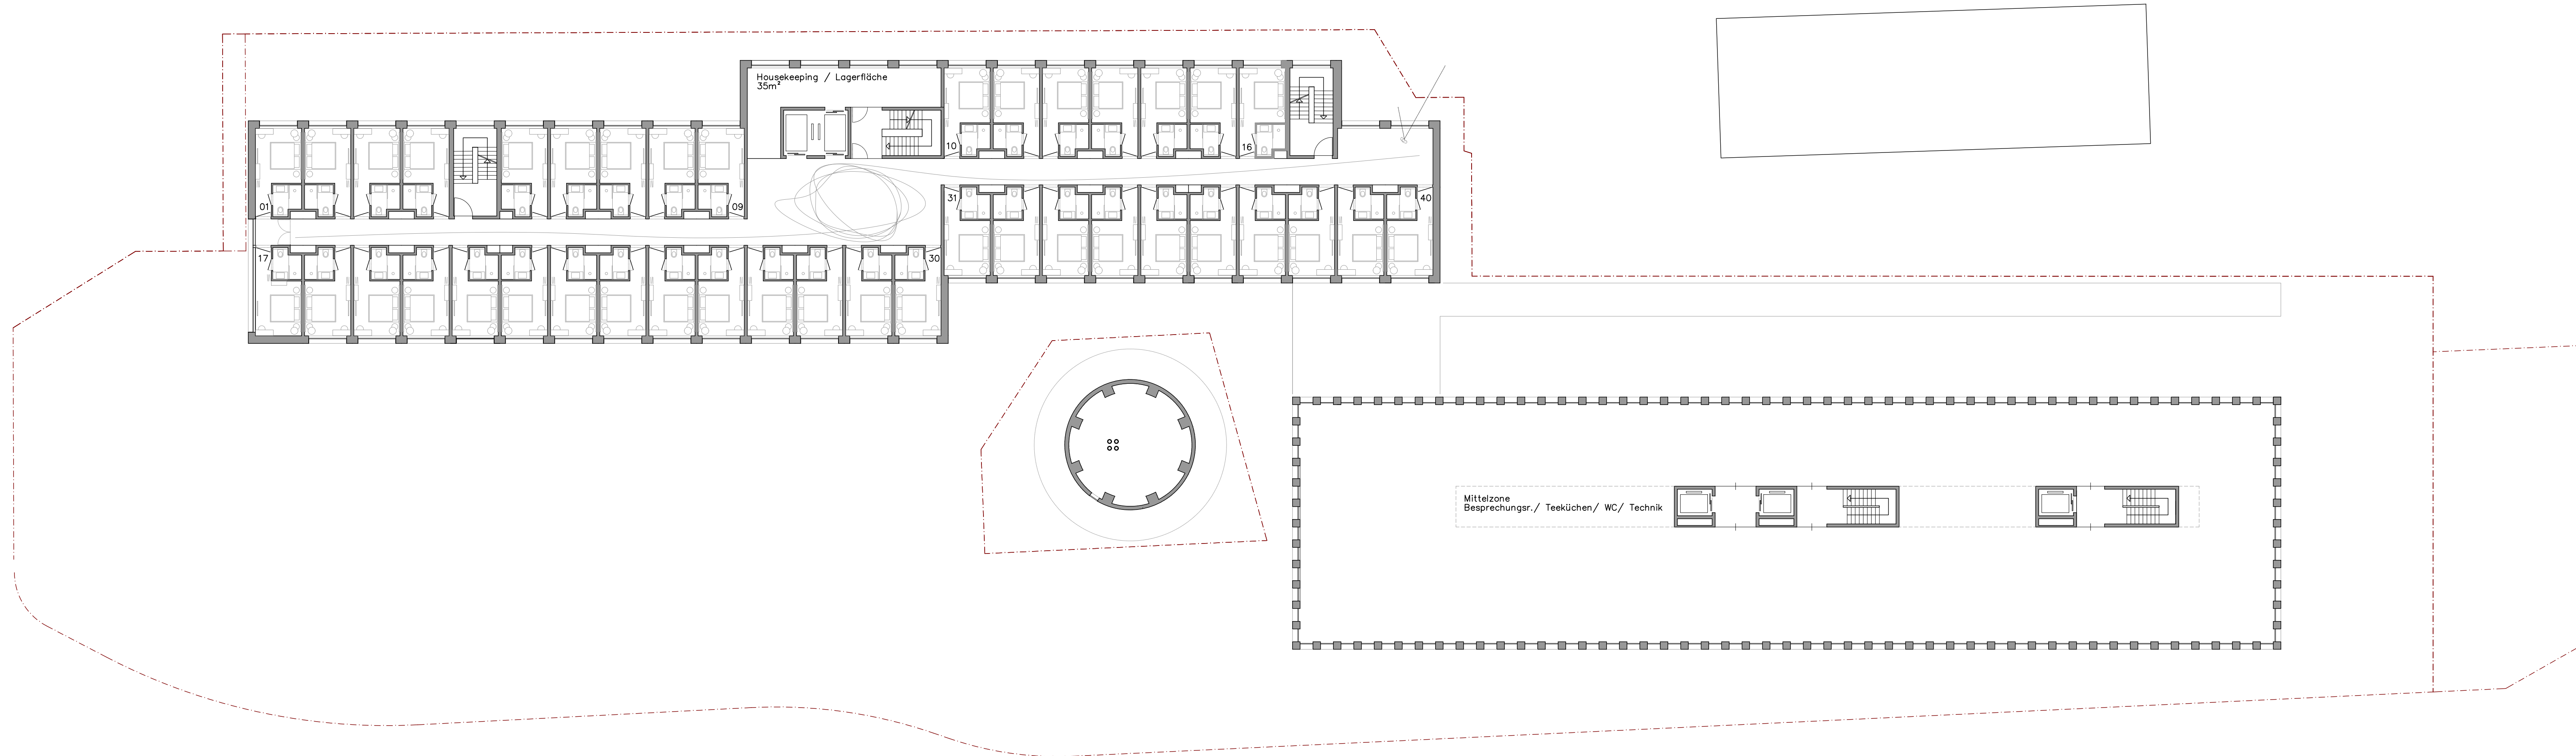 Housekeeping / Lagerfläche
35m²
10
16
01
09
31
40
17
30
Mittelzone
Besprechungsr./ Teeküchen/ WC/ Technik